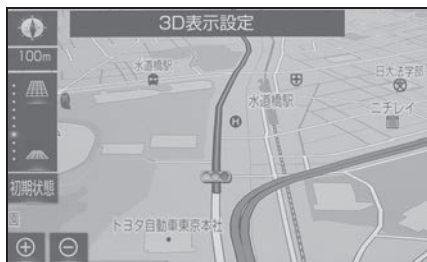 3D表示設定
100m
水道橋駅
水道橋駅
日大法学部
ニチレイ
H
初期状態
園
トヨタ自動車東京本社